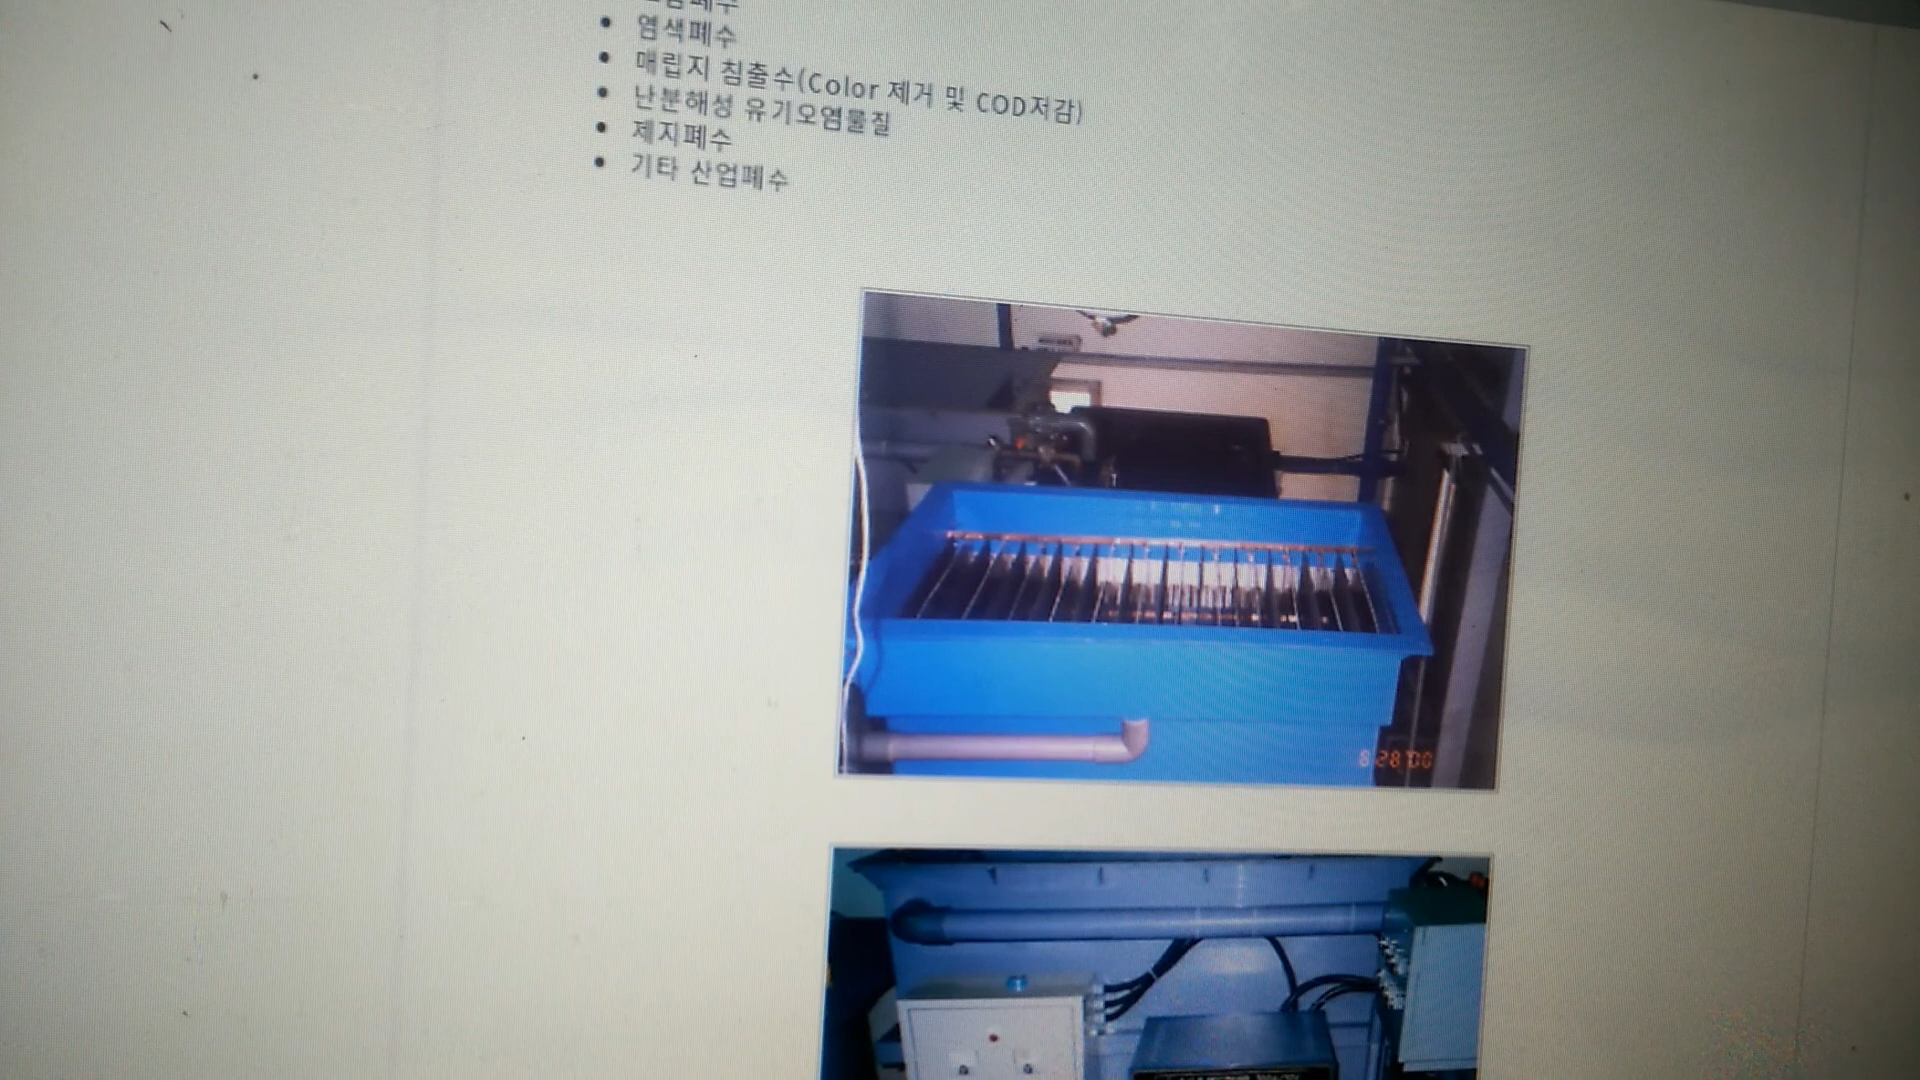 염색폐수
매립지 침출수(Color 제거 및 COD저감)
난분해성 유기오염물질
제지폐수
기타 산업폐수
8 28 '00